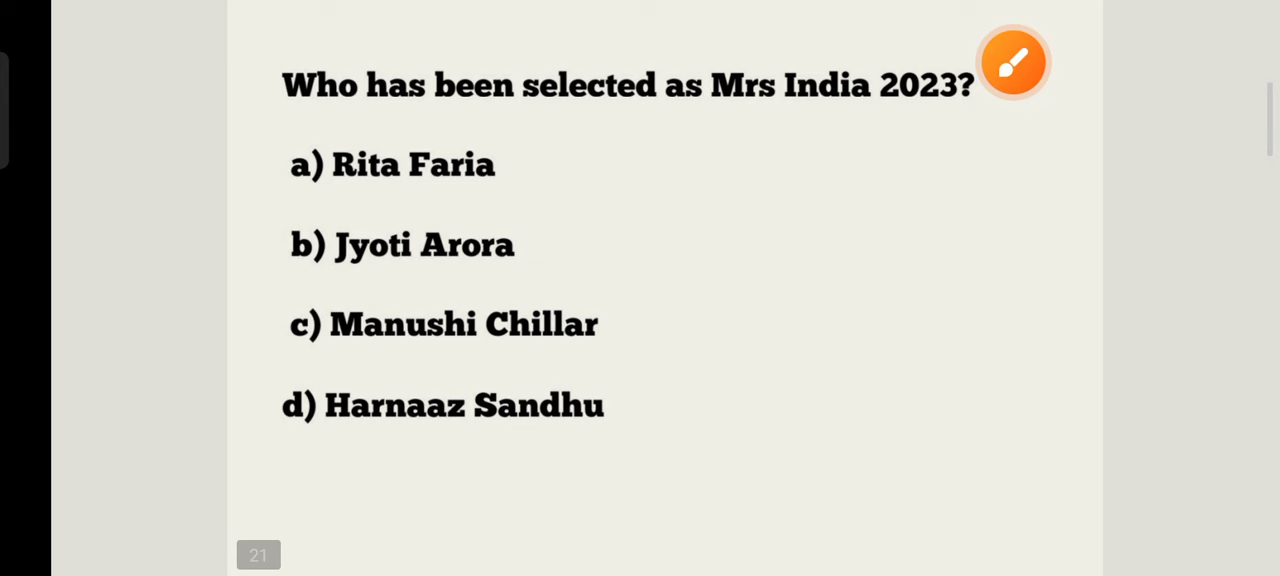 Who has been selected as Mrs India 2023?
a) Rita Faria
b) Jyoti Arora
c) Manushi Chillar
d) Harnaaz Sandhu
21